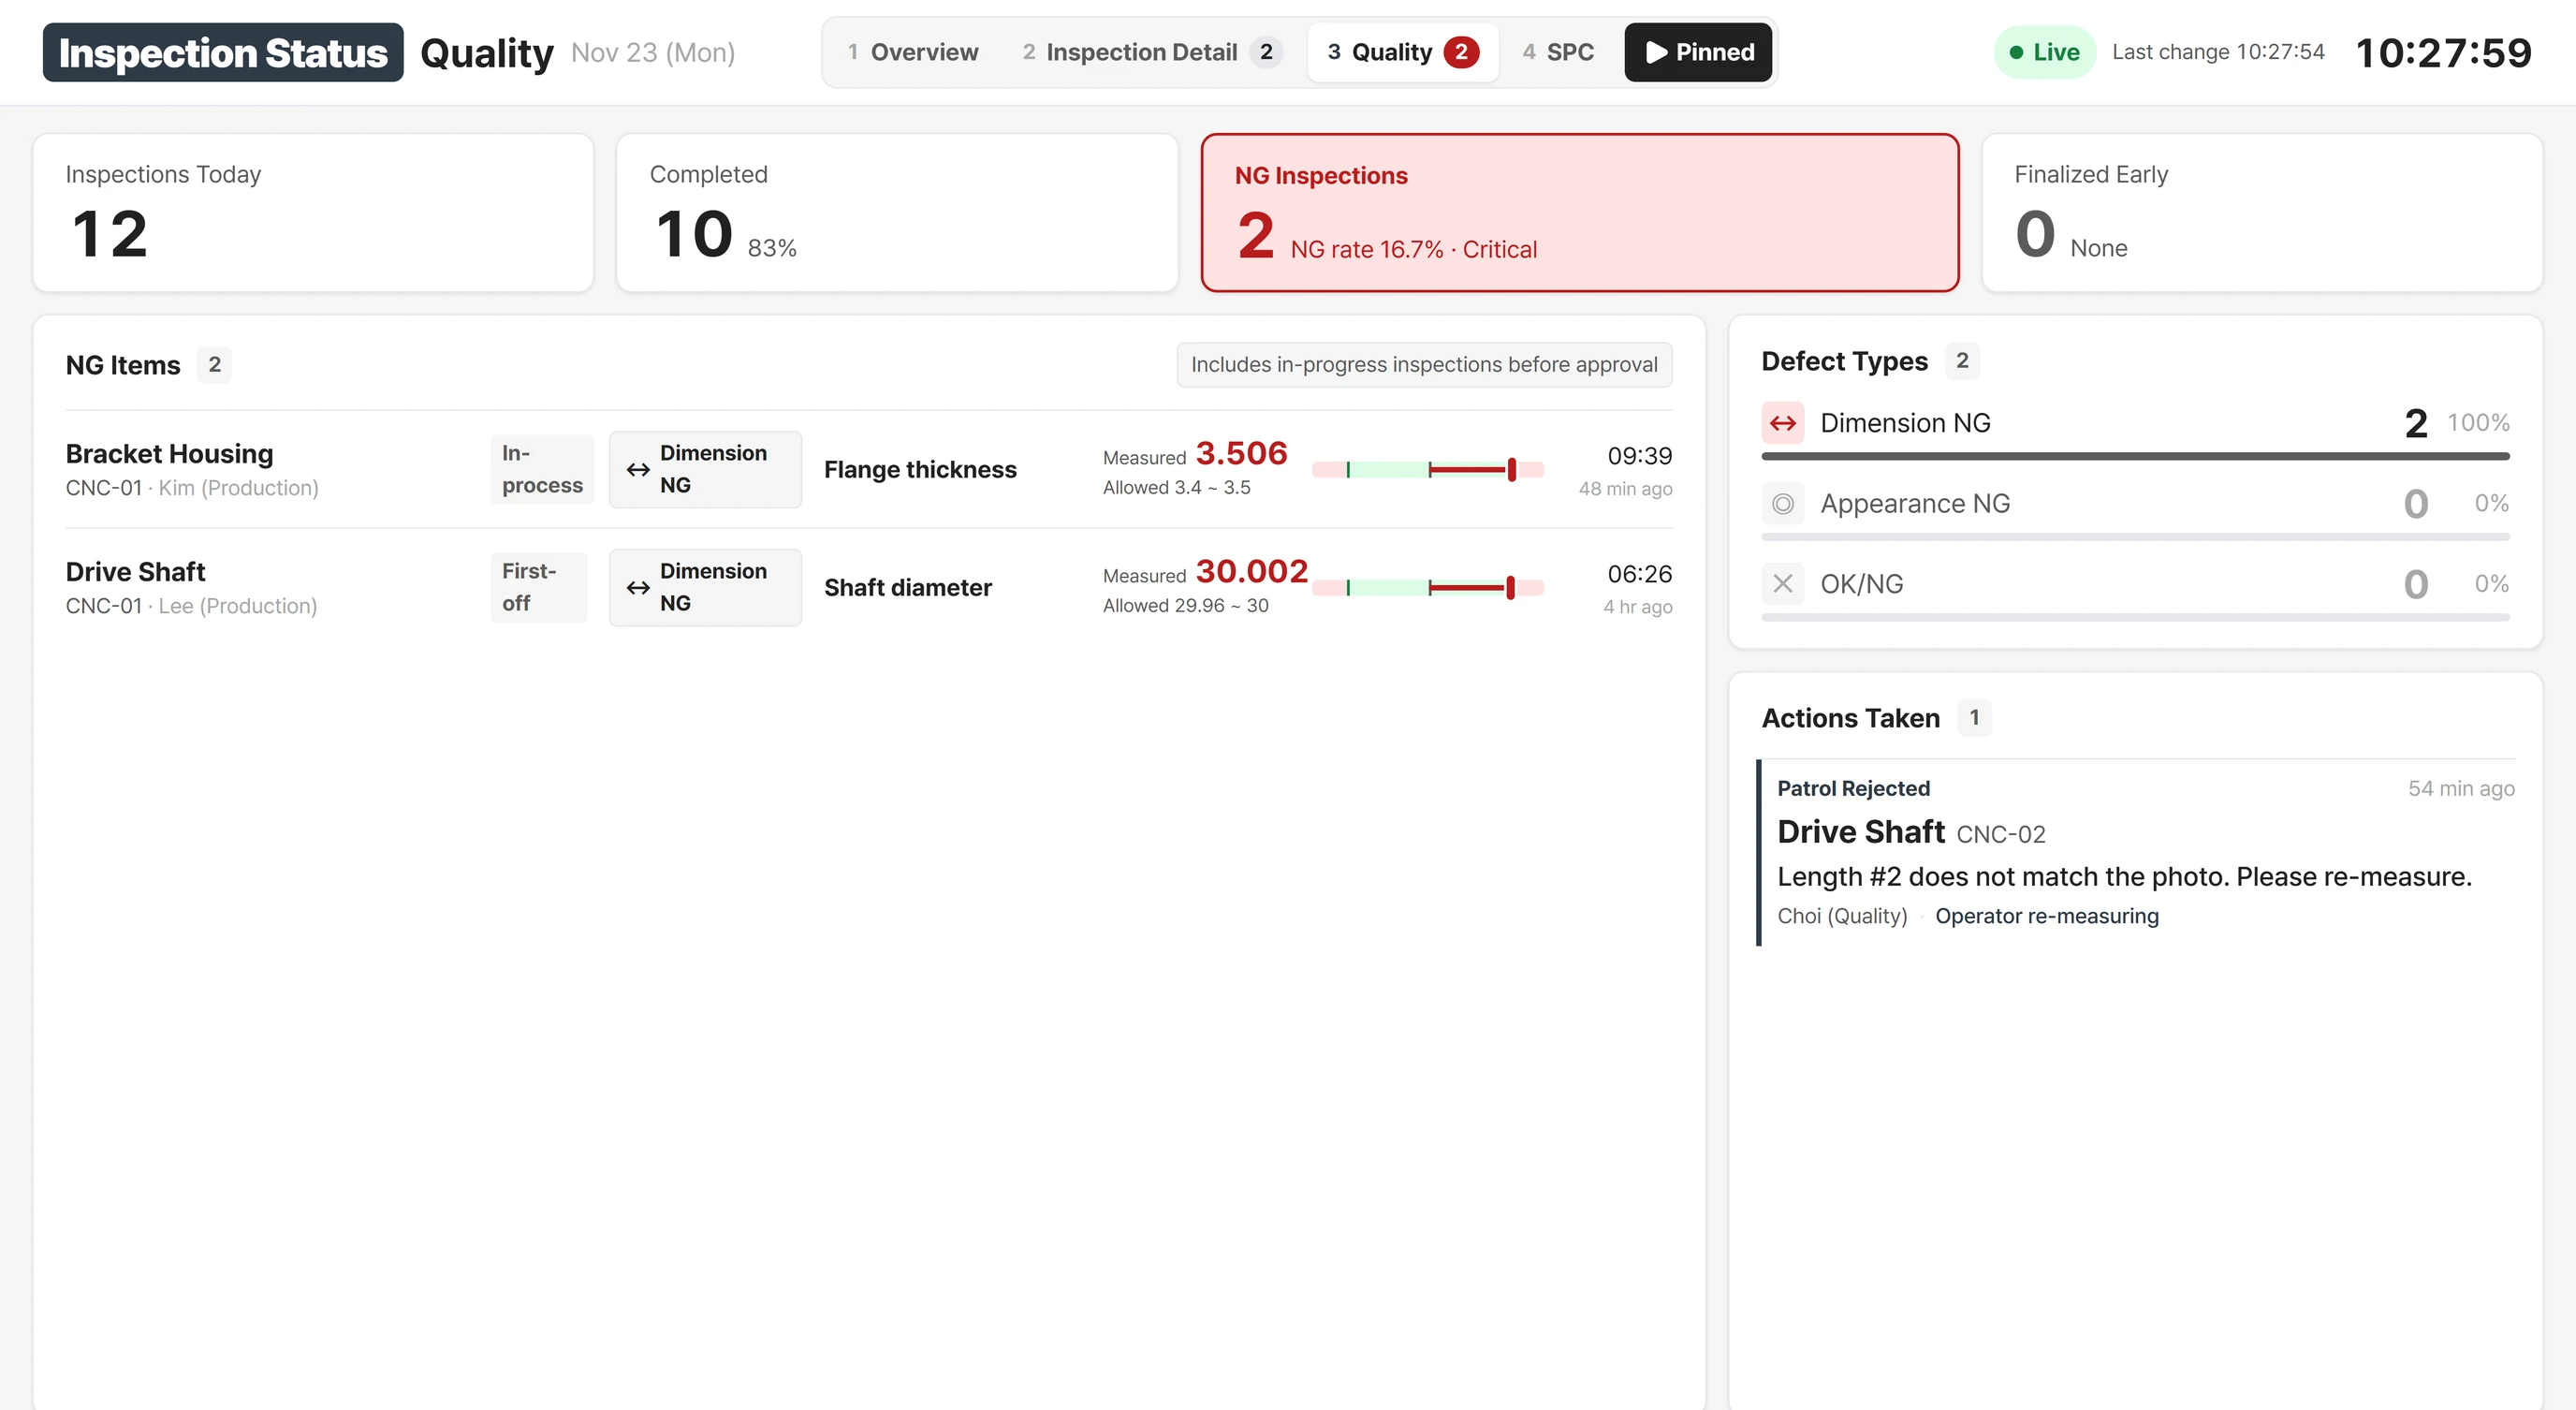 Inspection Status Quality Nov 23 (Mon)
1 Overview 2 Inspection Detail 2 3 Quality 2 4 SPC Pinned
Live Last change 10:27:54 10:27:59
Inspections Today
12
Completed
10 83%
NG Inspections
2 NG rate 16.7% · Critical
Finalized Early
0 None
NG Items 2
Includes in-progress inspections before approval
Bracket Housing
CNC-01 · Kim (Production)
In-
process
Dimension
NG
Flange thickness
Measured 3.506
Allowed 3.4 ~ 3.5
09:39
48 min ago
Drive Shaft
CNC-01 · Lee (Production)
First-
off
Dimension
NG
Shaft diameter
Measured 30.002
Allowed 29.96 ~ 30
06:26
4 hr ago
Defect Types 2
Dimension NG 2 100%
Appearance NG 0 0%
OK/NG 0 0%
Actions Taken 1
Patrol Rejected 54 min ago
Drive Shaft CNC-02
Length #2 does not match the photo. Please re-measure.
Choi (Quality) · Operator re-measuring